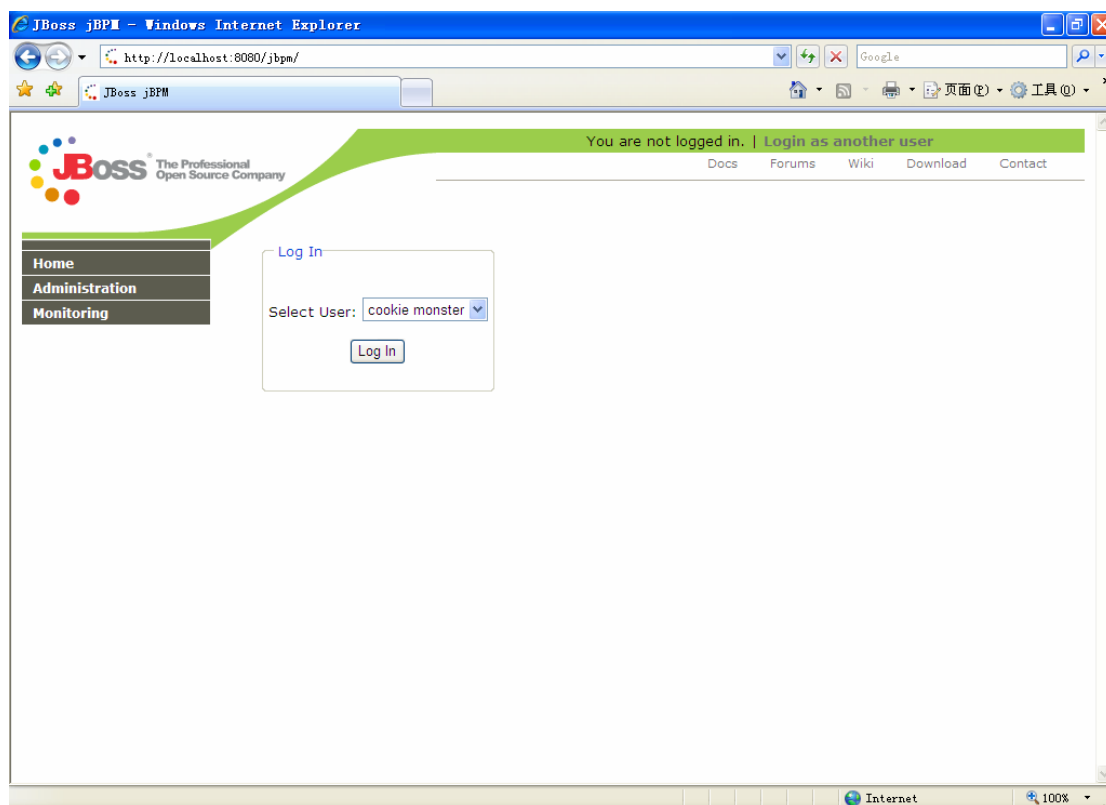 JBoss jBPM - Windows Internet Explorer
http://localhost:8080/jbpm/
Google
JBoss jBPM
页面(P)
工具(O)
You are not logged in. | Login as another user
JBoss® The Professional Open Source Company
Docs Forums Wiki Download Contact
Home
Administration
Monitoring
Log In
Select User: cookie monster
Log In
Internet
100%